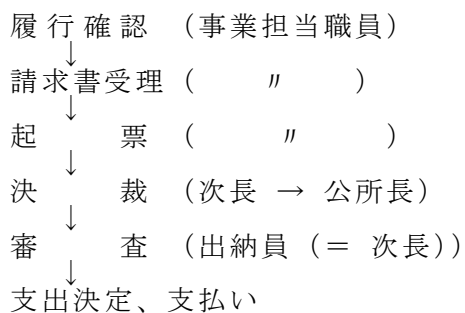 履行確認（事業担当職員）
↓
請求書受理（　〃　）
↓
起　票（　〃　）
↓
決　裁（次長 → 公所長）
↓
審　査（出納員（＝ 次長））
↓
支出決定、支払い